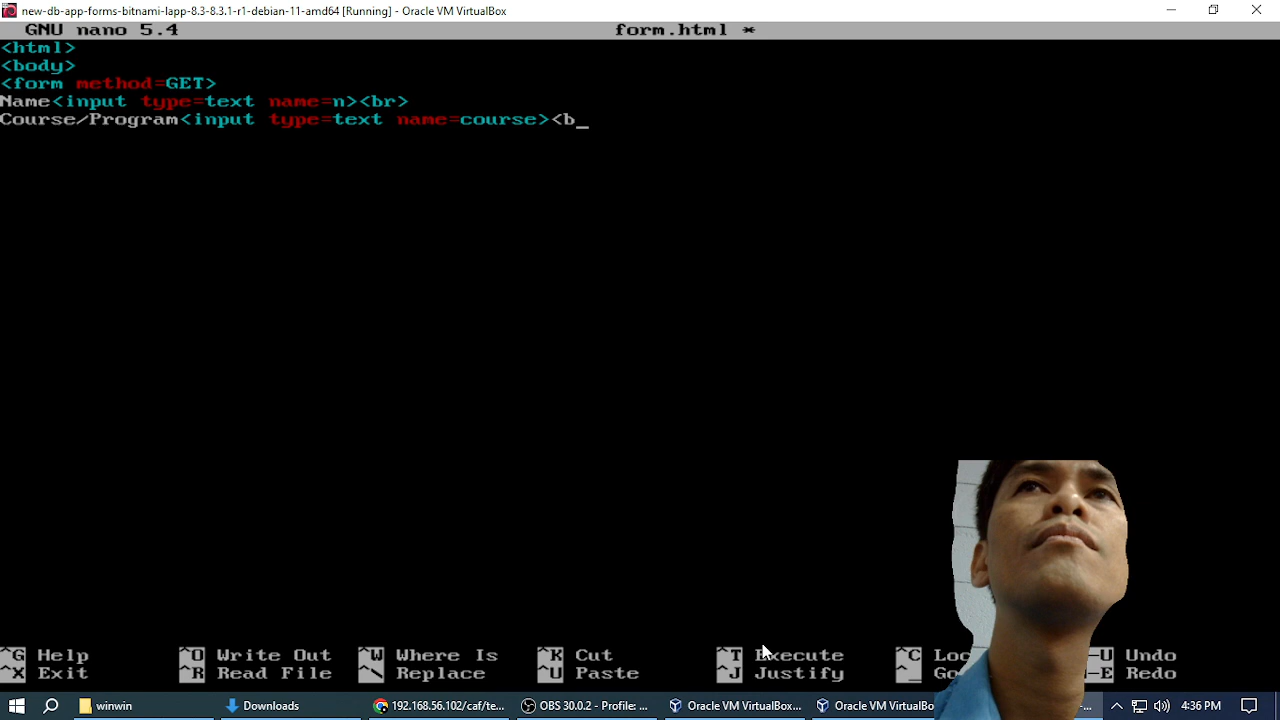 new-db-app-forms-bitnami-lapp-8.3-8.3.1-r1-debian-11-amd64 [Running] - Oracle VM VirtualBox
GNU nano 5.4 form.html *
<html>
<body>
<form method=GET>
Name<input type=text name=n><br>
Course/Program<input type=text name=course><b_
^G Help ^O Write Out ^W Where Is ^K Cut ^T Execute ^C Loc -U Undo
^X Exit ^R Read File ^\ Replace ^U Paste ^J Justify ^_ Go -E Redo
winwin Downloads 192.168.56.102/caf/te... OBS 30.0.2 - Profile: ... Oracle VM VirtualBox... Oracle VM VirtualB 4:36 PM